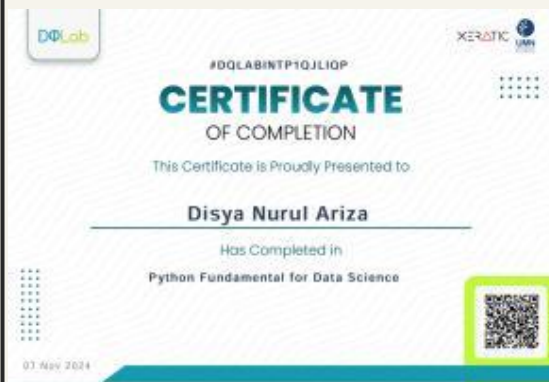 DQLab
XERATIC
UMN
#DQLABINTP1QJLIQP
CERTIFICATE
OF COMPLETION
This Certificate is Proudly Presented to
Disya Nurul Ariza
Has Completed in
Python Fundamental for Data Science
07 Nov 2024